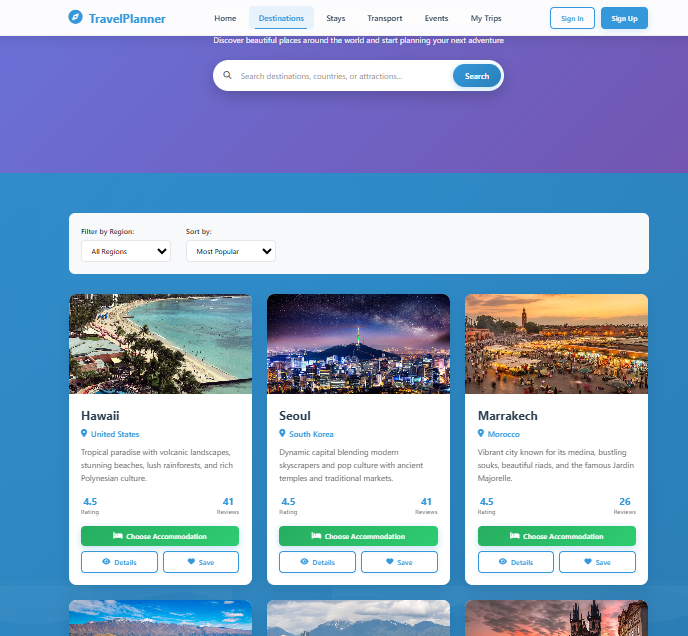 TravelPlanner Home Destinations Stays Transport Events My Trips Sign In Sign Up
Discover beautiful places around the world and start planning your next adventure
Search destinations, countries, or attractions... Search
Filter by Region: Sort by:
All Regions Most Popular
Hawaii
United States
Tropical paradise with volcanic landscapes,
stunning beaches, lush rainforests, and rich
Polynesian culture.
4.5 41
Rating Reviews
Choose Accommodation
Details Save
Seoul
South Korea
Dynamic capital blending modern
skyscrapers and pop culture with ancient
temples and traditional markets.
4.5 41
Rating Reviews
Choose Accommodation
Details Save
Marrakech
Morocco
Vibrant city known for its medina, bustling
souks, beautiful riads, and the famous Jardin
Majorelle.
4.5 26
Rating Reviews
Choose Accommodation
Details Save